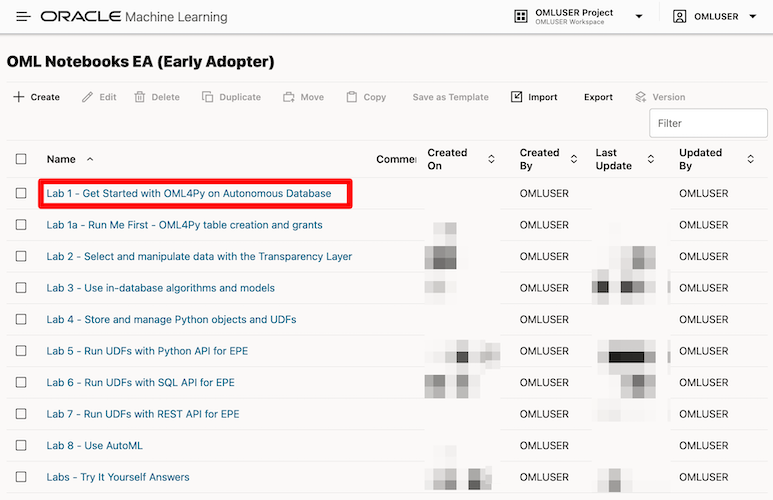 ORACLE Machine Learning
OMLUSER Project
OMLUSER Workspace
OMLUSER
OML Notebooks EA (Early Adopter)
Create Edit Delete Duplicate Move Copy Save as Template Import Export Version
Filter
Name Comme Created On Created By Last Update Updated By
Lab 1 - Get Started with OML4Py on Autonomous Database OMLUSER OMLUSER
Lab 1a - Run Me First - OML4Py table creation and grants OMLUSER OMLUSER
Lab 2 - Select and manipulate data with the Transparency Layer OMLUSER OMLUSER
Lab 3 - Use in-database algorithms and models OMLUSER OMLUSER
Lab 4 - Store and manage Python objects and UDFs OMLUSER OMLUSER
Lab 5 - Run UDFs with Python API for EPE OMLUSER OMLUSER
Lab 6 - Run UDFs with SQL API for EPE OMLUSER OMLUSER
Lab 7 - Run UDFs with REST API for EPE OMLUSER OMLUSER
Lab 8 - Use AutoML OMLUSER OMLUSER
Labs - Try It Yourself Answers OMLUSER OMLUSER